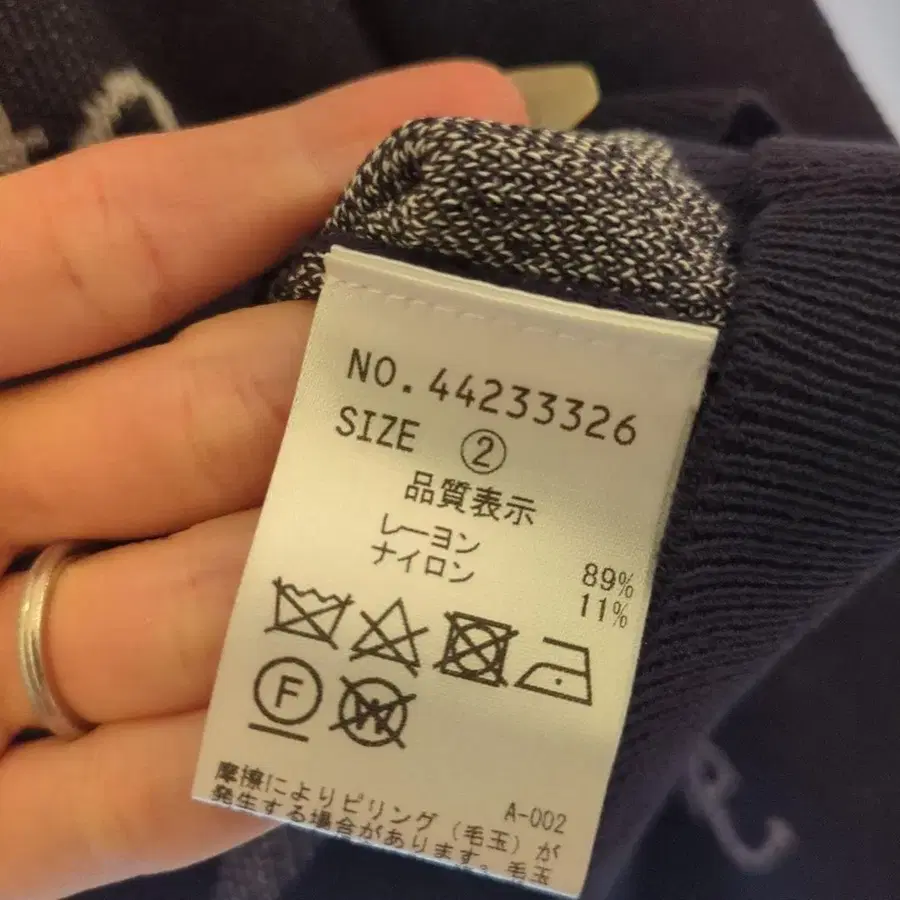 NO. 44233326
SIZE ②
品質表示
レーヨン 89%
ナイロン 11%
F W
A-002
摩擦によりピリング(毛玉)が
発生する場合があります。毛玉